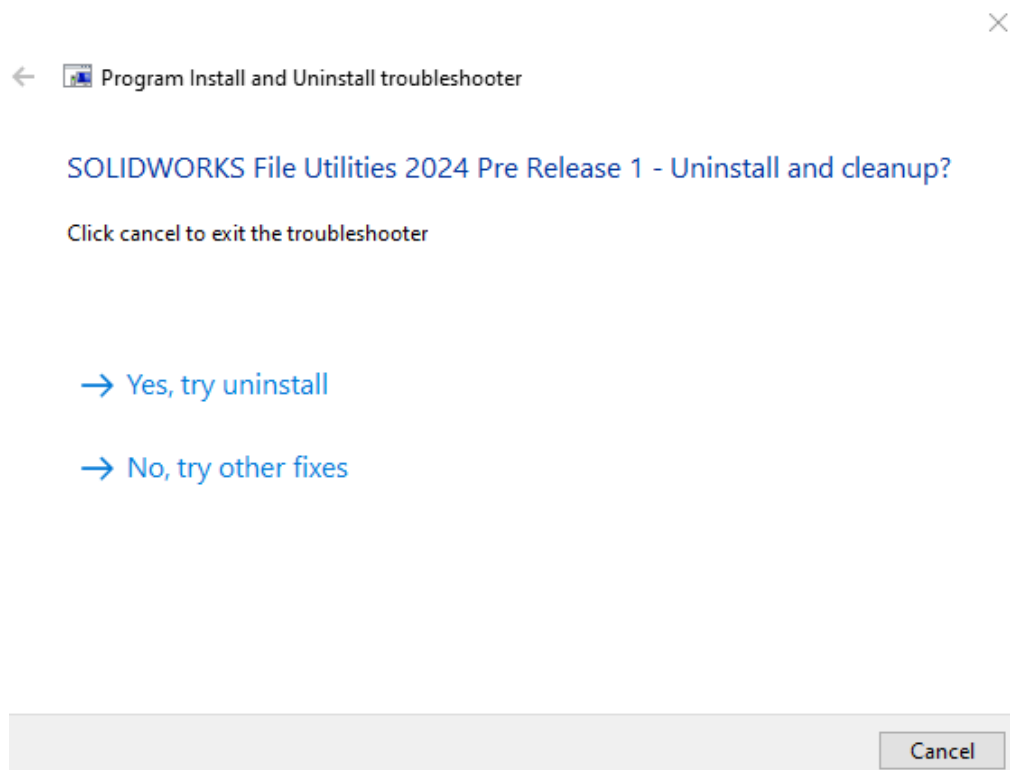 Program Install and Uninstall troubleshooter
SOLIDWORKS File Utilities 2024 Pre Release 1 - Uninstall and cleanup?
Click cancel to exit the troubleshooter
Yes, try uninstall
No, try other fixes
Cancel